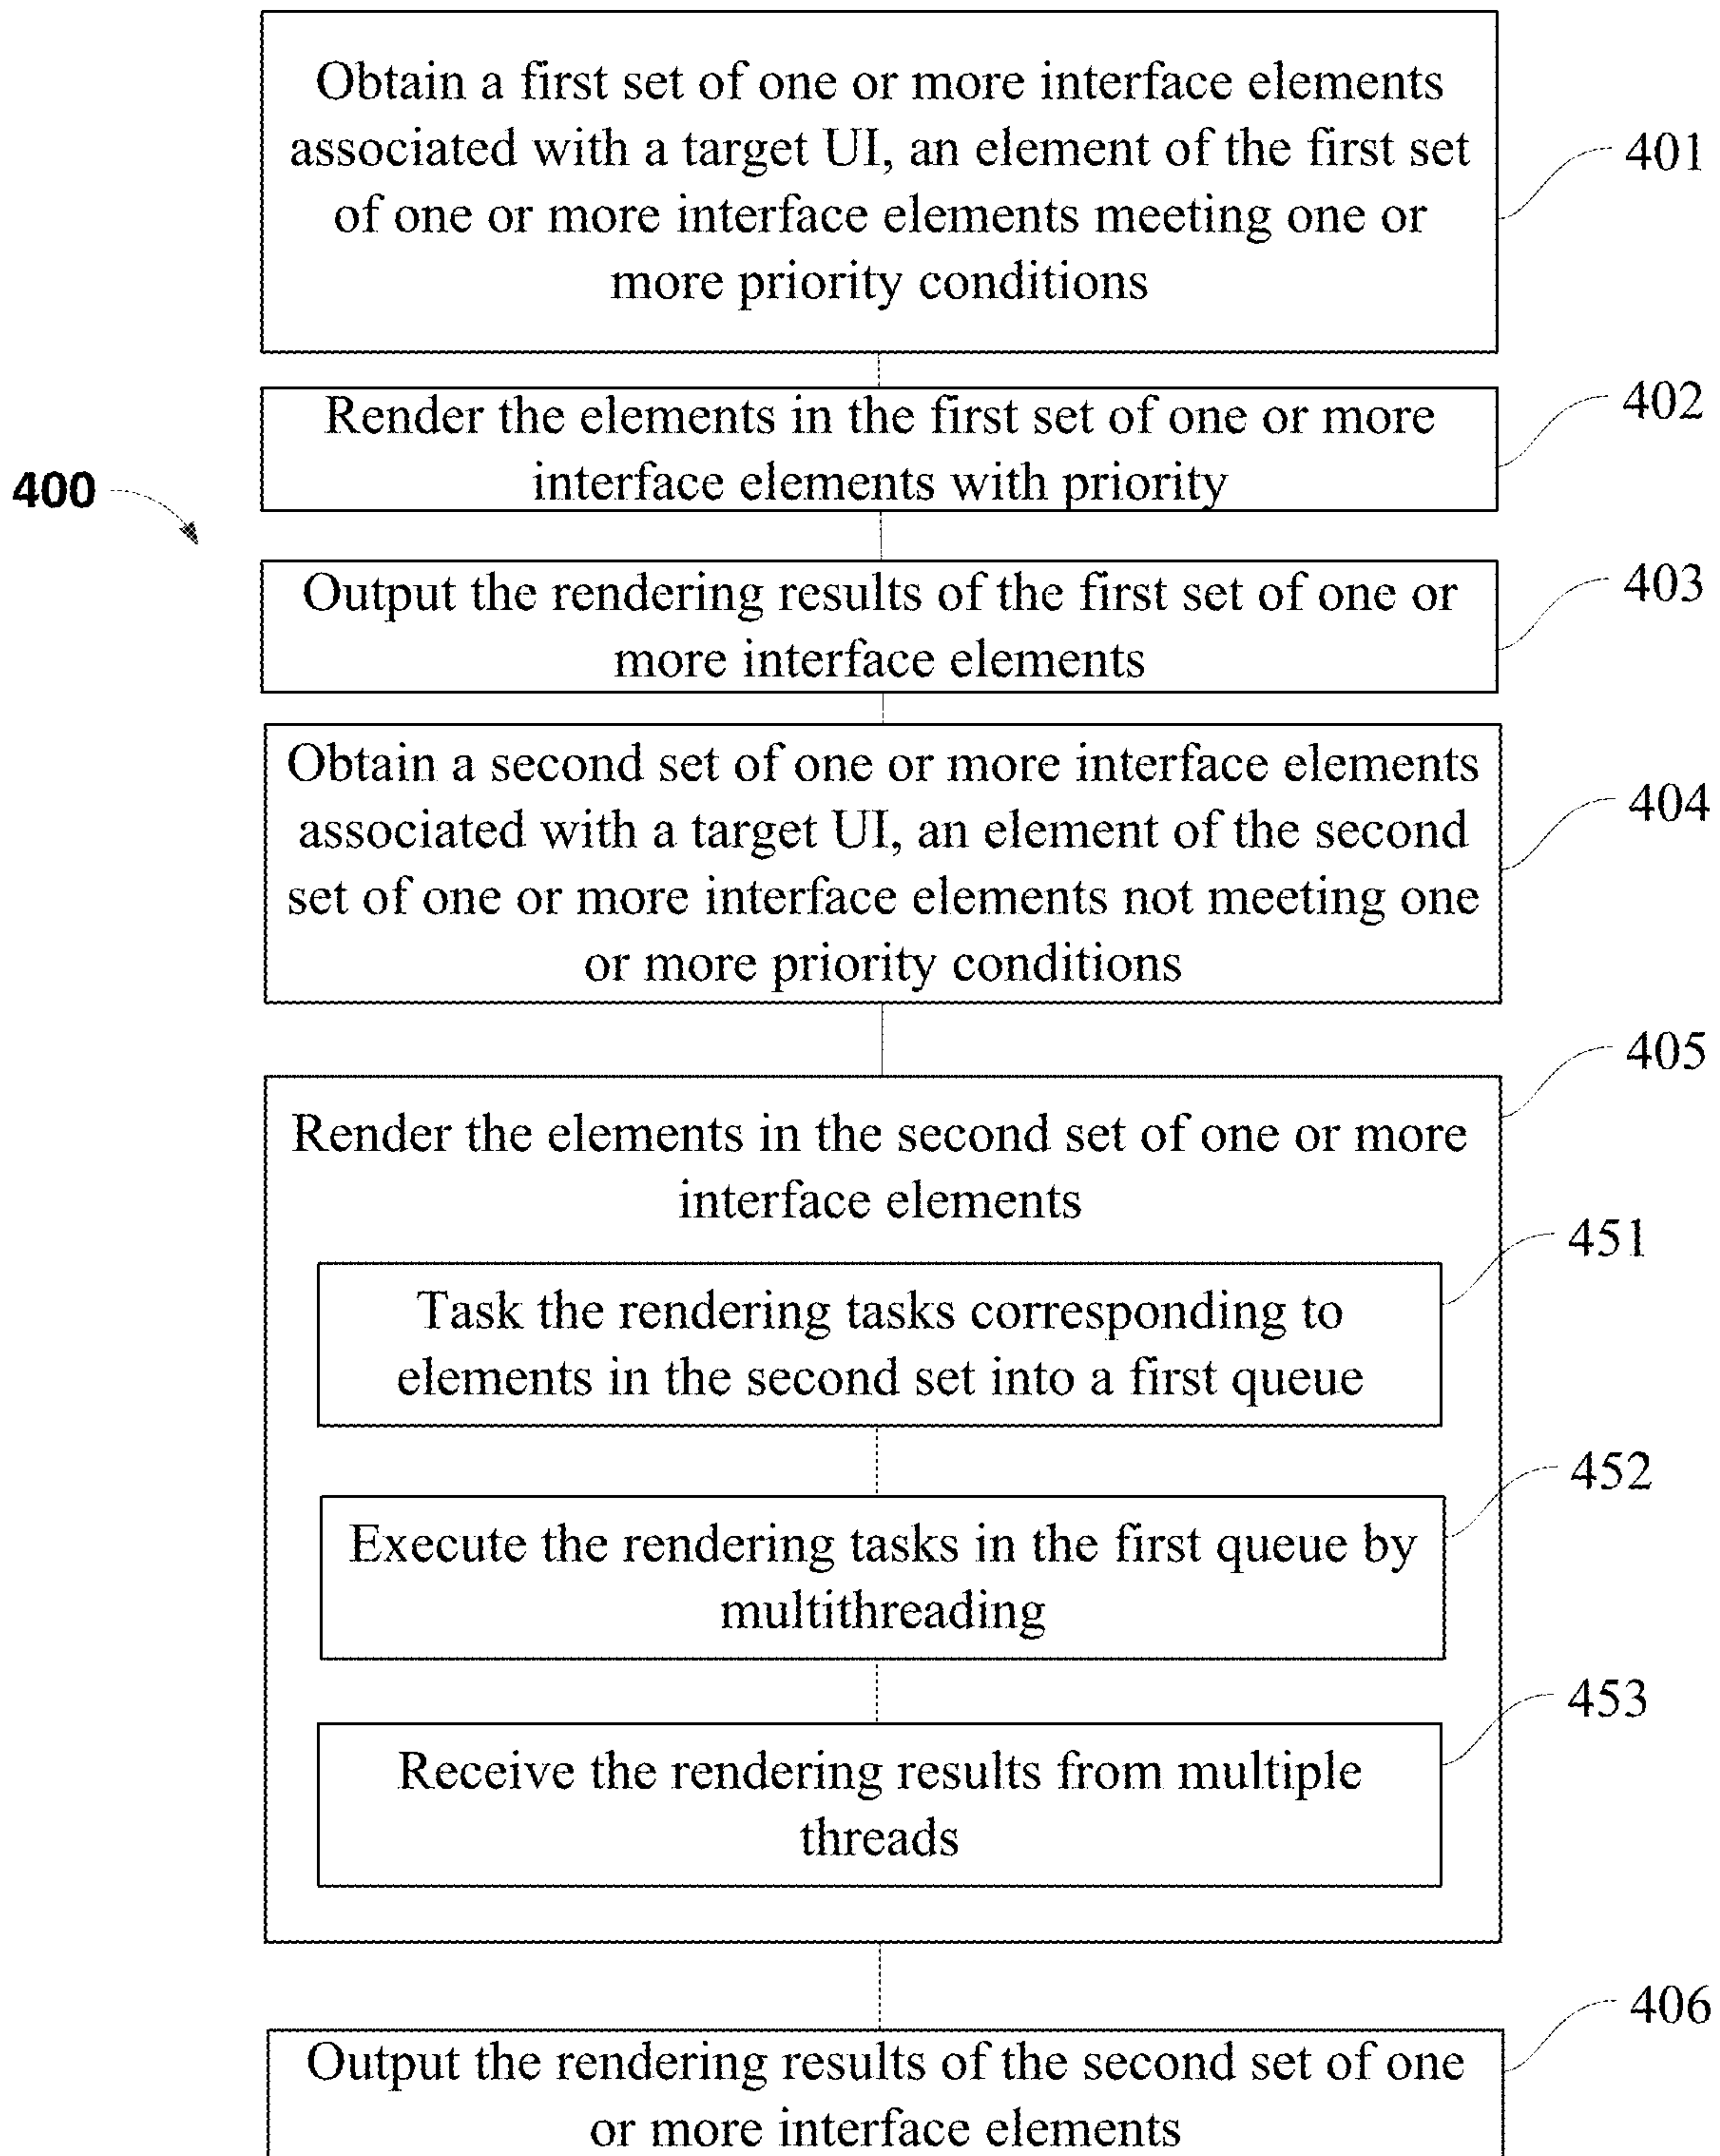 Obtain a first set of one or more interface elements
associated with a target UI, an element of the first set
of one or more interface elements meeting one or
more priority conditions
401
Render the elements in the first set of one or more
interface elements with priority
402
400
Output the rendering results of the first set of one or
more interface elements
403
Obtain a second set of one or more interface elements
associated with a target UI, an element of the second
set of one or more interface elements not meeting one
or more priority conditions
404
405
Render the elements in the second set of one or more
interface elements
451
Task the rendering tasks corresponding to
elements in the second set into a first queue
452
Execute the rendering tasks in the first queue by
multithreading
453
Receive the rendering results from multiple
threads
406
Output the rendering results of the second set of one
or more interface elements